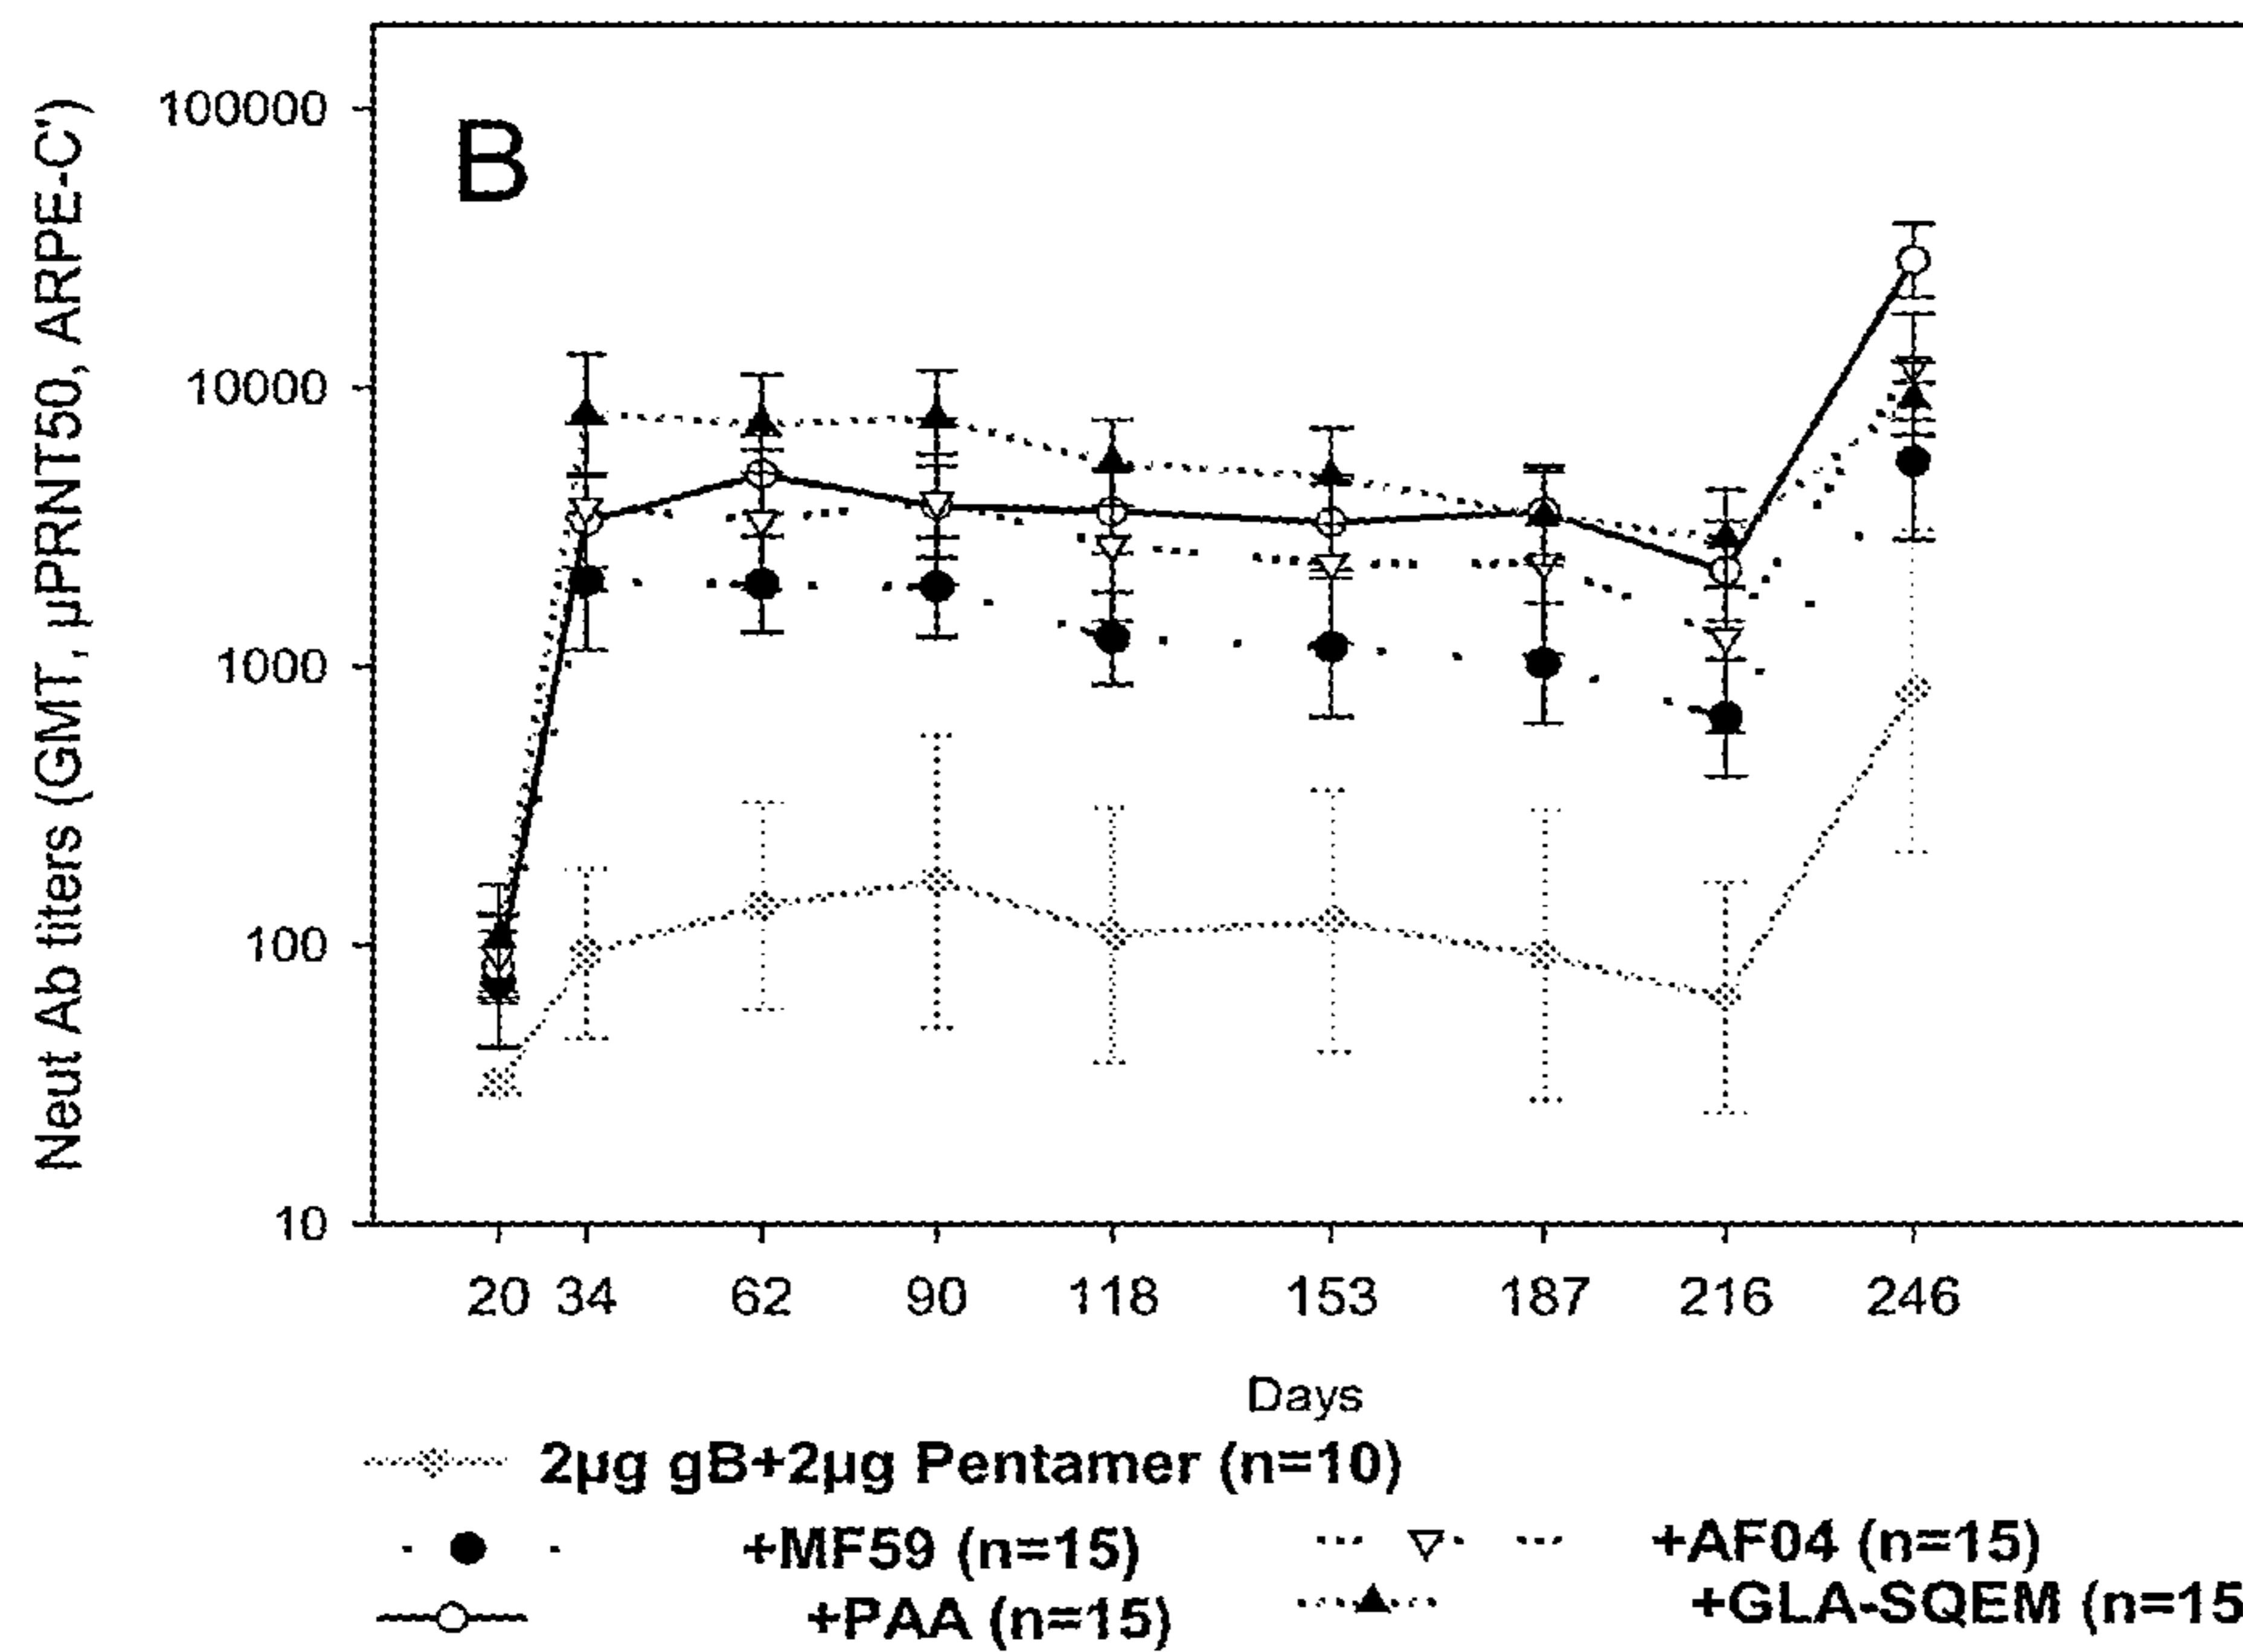 Neut Ab titers (GMT, µPRNT50, ARPE-C')
100000
10000
1000
100
10
B
20 34 62 90 118 153 187 216 246
Days
2µg gB+2µg Pentamer (n=10)
+MF59 (n=15) +AF04 (n=15)
+PAA (n=15) +GLA-SQEM (n=15